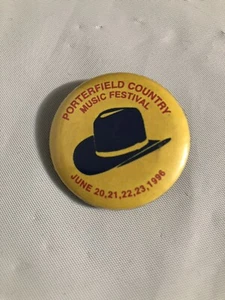 PORTERFIELD COUNTRY
MUSIC FESTIVAL
JUNE 20,21,22,23,1996